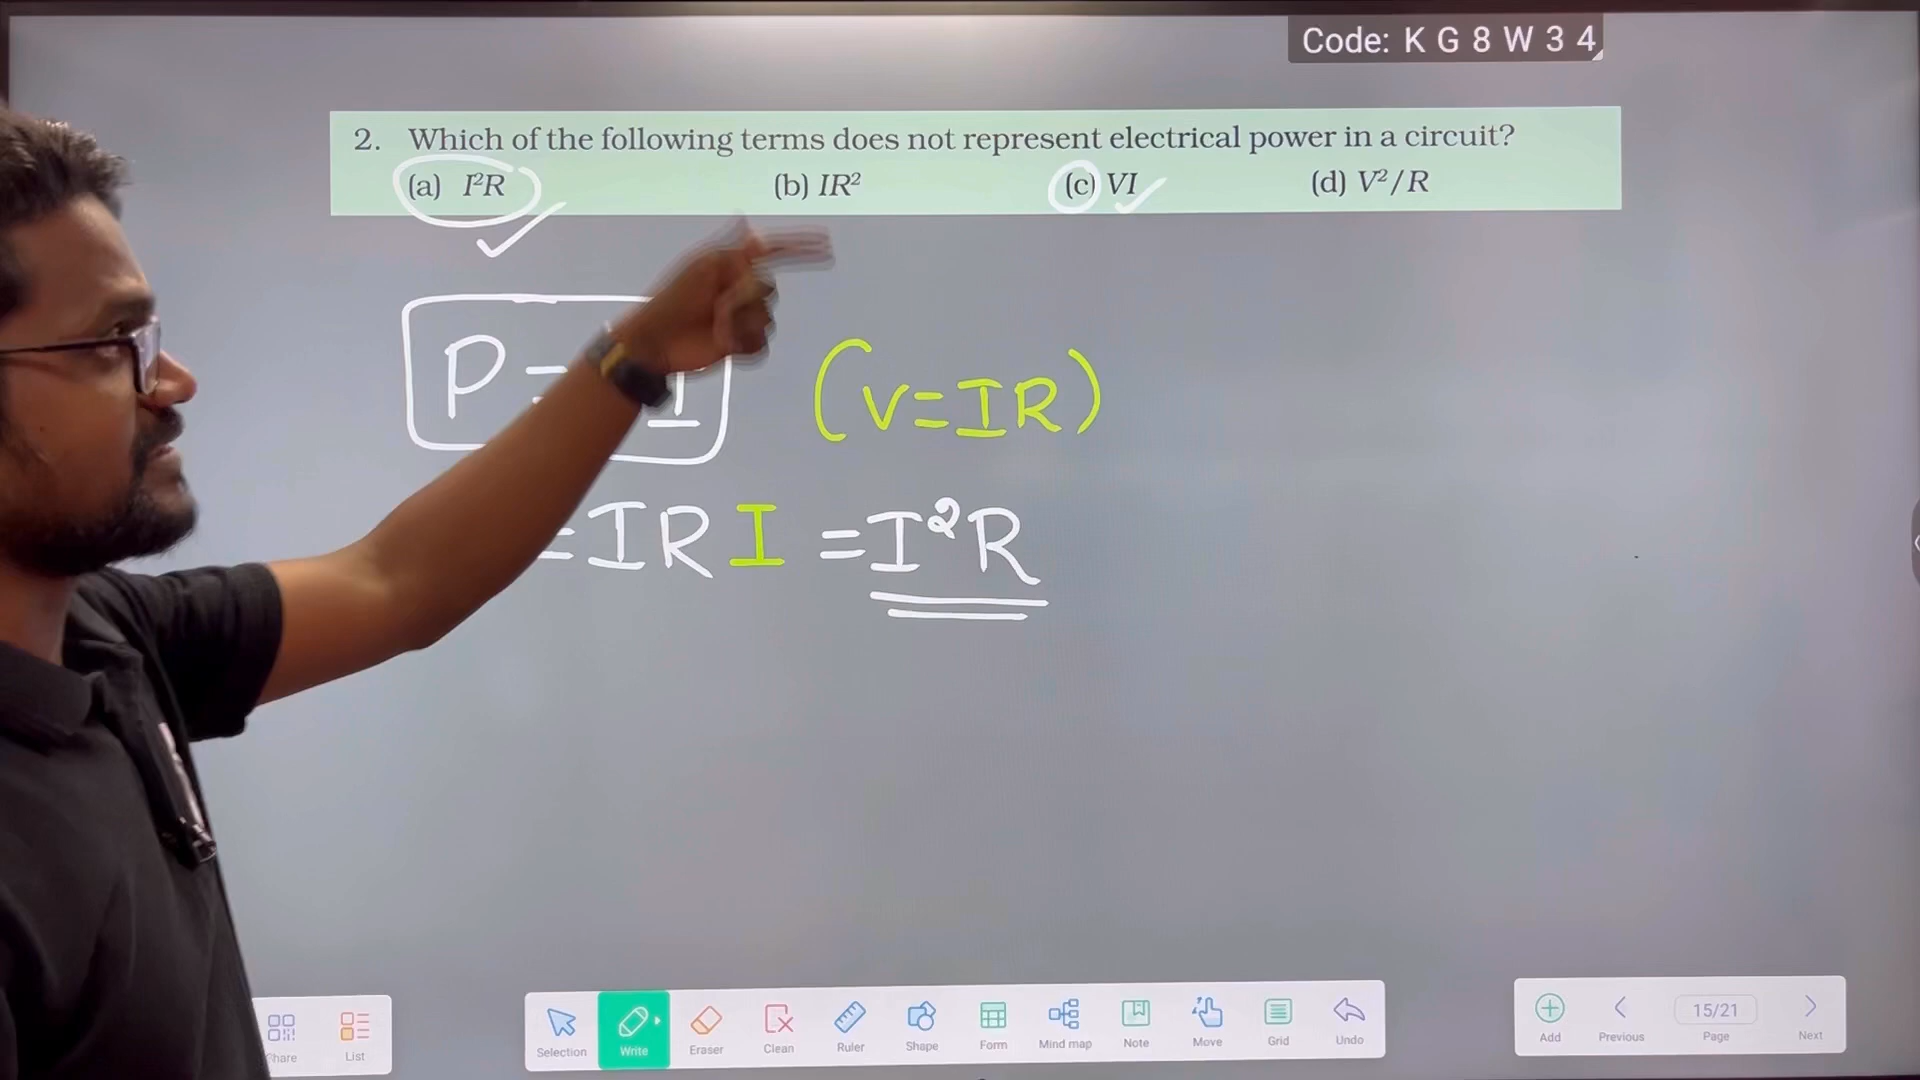 Code: K G 8 W 3 4
2. Which of the following terms does not represent electrical power in a circuit?
(a) I²R (b) IR² (c) VI (d) V²/R
P= I (V=IR)
=IR I =I²R
Share List Selection Write Eraser Clean Ruler Shape Form Mind map Note Move Grid Undo Add Previous 15/21 Page Next